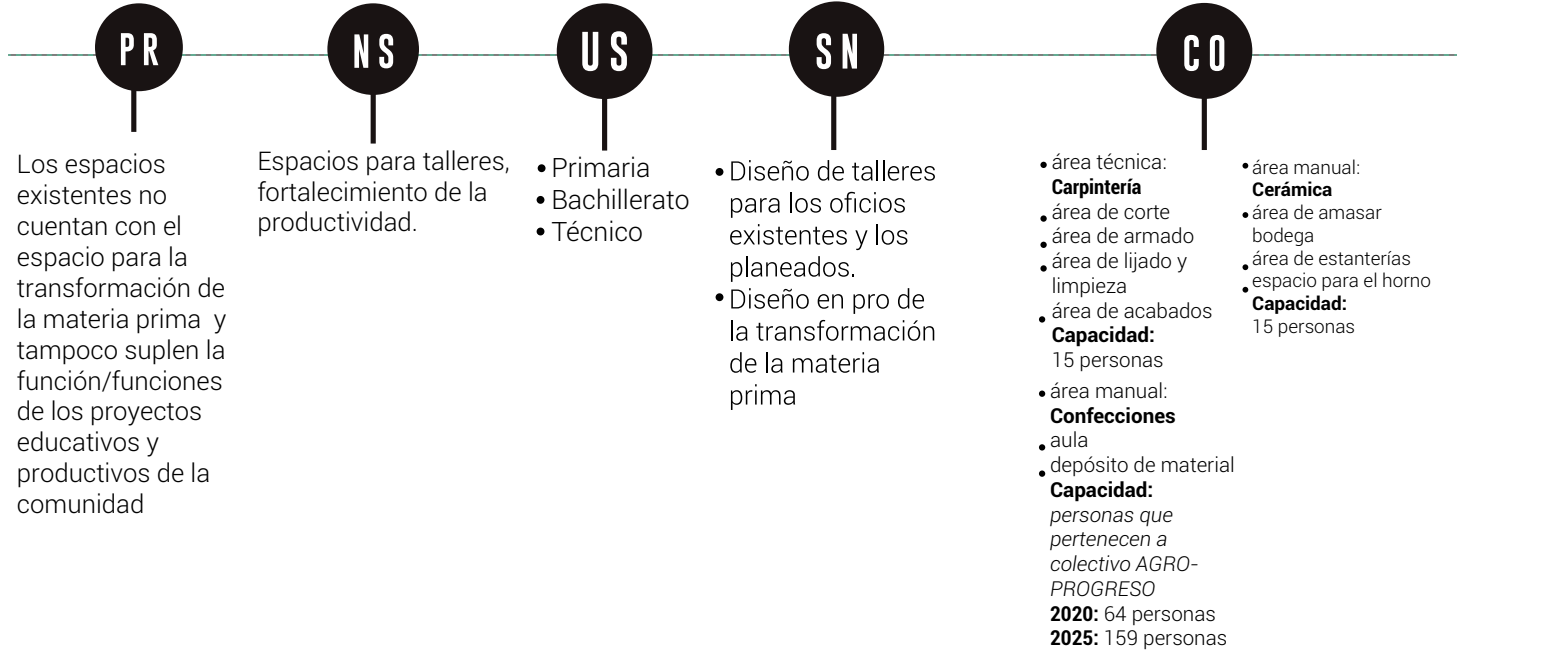 PR
Los espacios
existentes no
cuentan con el
espacio para la
transformación de
la materia prima y
tampoco suplen la
función/funciones
de los proyectos
educativos y
productivos de la
comunidad
NS
Espacios para talleres,
fortalecimiento de la
productividad.
US
• Primaria
• Bachillerato
• Técnico
SN
• Diseño de talleres
para los oficios
existentes y los
planeados.
• Diseño en pro de
la transformación
de la materia
prima
CO
• área técnica:
Carpintería
• área de corte
• área de armado
• área de lijado y
limpieza
• área de acabados
Capacidad:
15 personas
• área manual:
Confecciones
• aula
• depósito de material
Capacidad:
personas que
pertenecen a
colectivo AGRO-
PROGRESO
2020: 64 personas
2025: 159 personas
• área manual:
Cerámica
• área de amasar
bodega
• área de estanterías
• espacio para el horno
Capacidad:
15 personas